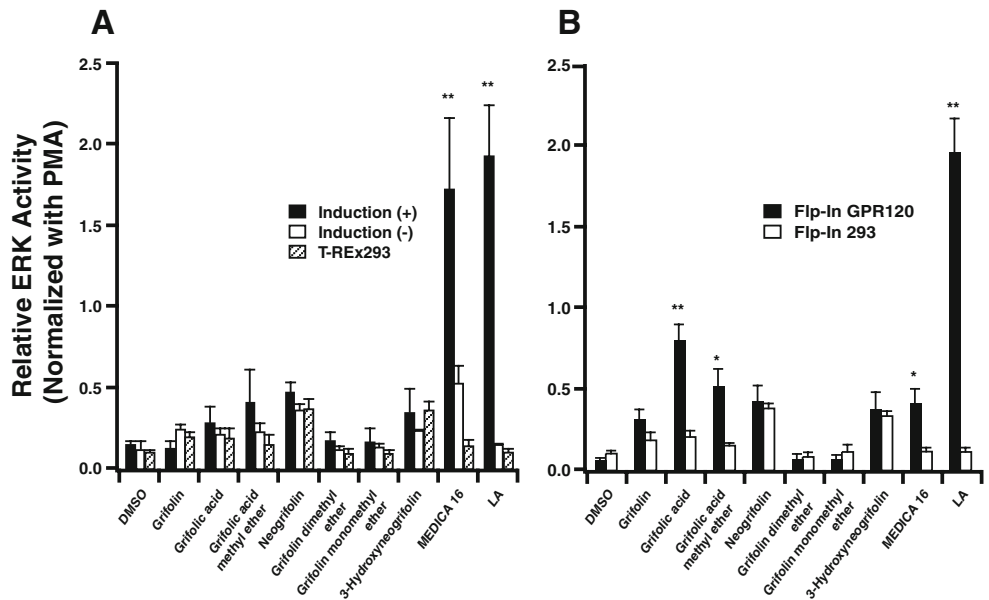 A
B
Relative ERK Activity
(Normalized with PMA)
2.5
2.0
1.5
1.0
0.5
0.0
**
**
Induction (+)
Induction (-)
T-REx293
DMSO
Grifolin
Grifolic acid
Grifolic acid
methyl ether
Neogrifolin
Grifolin dimethyl
ether
Grifolin monomethyl
ether
3-Hydroxyneogrifolin
MEDICA 16
LA
2.5
2.0
1.5
1.0
0.5
0.0
**
*
*
**
Flp-In GPR120
Flp-In 293
DMSO
Grifolin
Grifolic acid
Grifolic acid
methyl ether
Neogrifolin
Grifolin dimethyl
ether
Grifolin monomethyl
ether
3-Hydroxyneogrifolin
MEDICA 16
LA